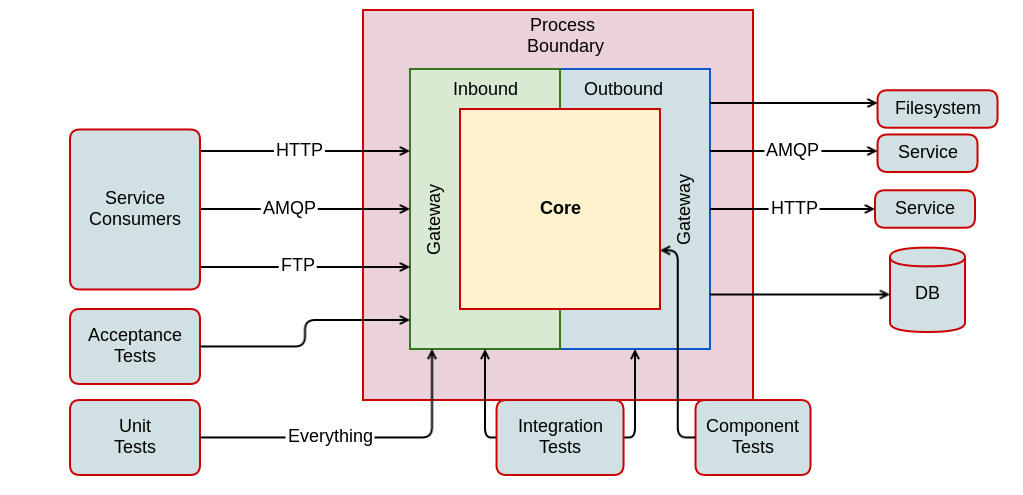 Process
Boundary
Inbound
Outbound
Gateway
Core
Gateway
Service
Consumers
HTTP
AMQP
FTP
Acceptance
Tests
Unit
Tests
Everything
Integration
Tests
Component
Tests
Filesystem
AMQP
Service
HTTP
Service
DB